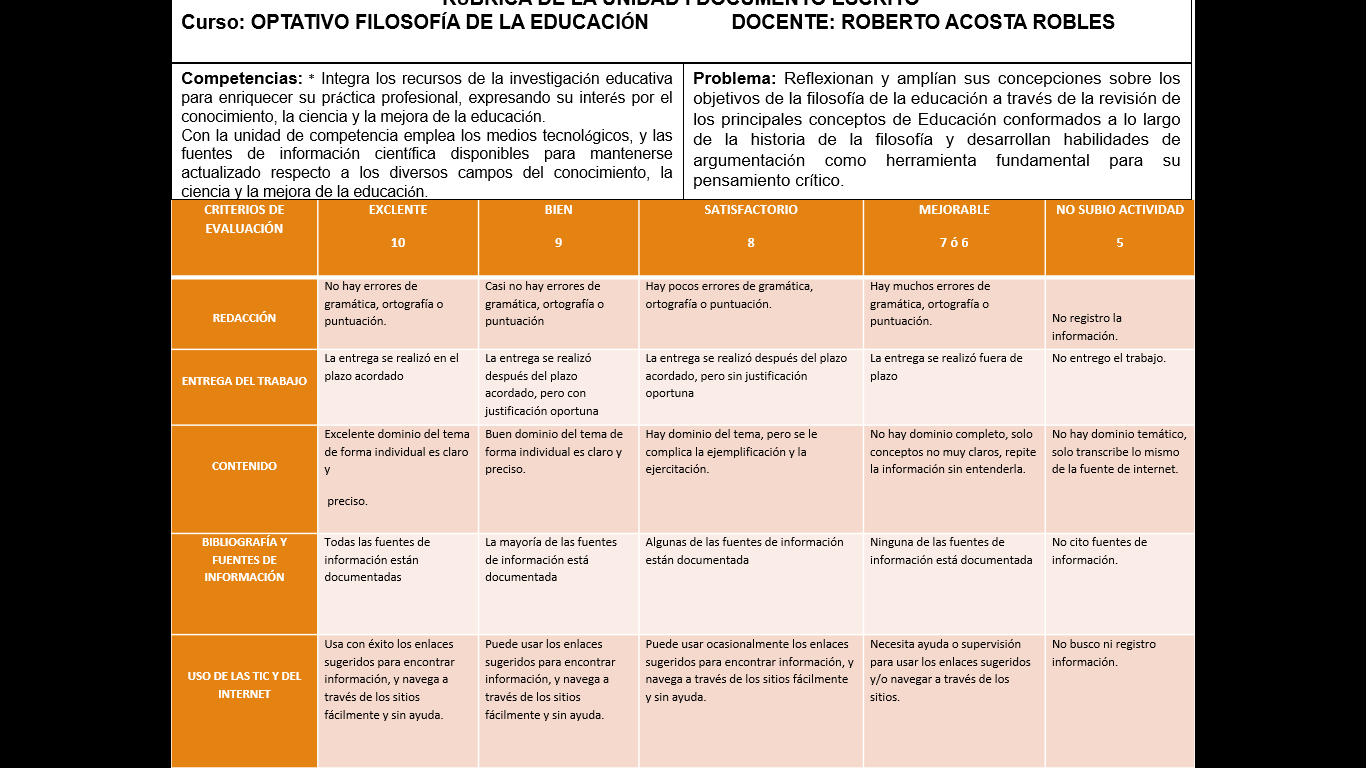 RÚBRICA DE LA UNIDAD I DOCUMENTO ESCRITO
Curso: OPTATIVO FILOSOFÍA DE LA EDUCACIÓN DOCENTE: ROBERTO ACOSTA ROBLES
Competencias: * Integra los recursos de la investigación educativa
para enriquecer su práctica profesional, expresando su interés por el
conocimiento, la ciencia y la mejora de la educación.
Con la unidad de competencia emplea los medios tecnológicos, y las
fuentes de información científica disponibles para mantenerse
actualizado respecto a los diversos campos del conocimiento, la
ciencia y la mejora de la educación.
Problema: Reflexionan y amplían sus concepciones sobre los
objetivos de la filosofía de la educación a través de la revisión de
los principales conceptos de Educación conformados a lo largo
de la historia de la filosofía y desarrollan habilidades de
argumentación como herramienta fundamental para su
pensamiento crítico.
CRITERIOS DE
EVALUACIÓN
EXCLENTE
10
BIEN
9
SATISFACTORIO
8
MEJORABLE
7 ó 6
NO SUBIO ACTIVIDAD
5
REDACCIÓN
No hay errores de
gramática, ortografía o
puntuación.
Casi no hay errores de
gramática, ortografía o
puntuación
Hay pocos errores de gramática,
ortografía o puntuación.
Hay muchos errores de
gramática, ortografía o
puntuación.
No registro la
información.
ENTREGA DEL TRABAJO
La entrega se realizó en el
plazo acordado
La entrega se realizó
después del plazo
acordado, pero con
justificación oportuna
La entrega se realizó después del plazo
acordado, pero sin justificación
oportuna
La entrega se realizó fuera de
plazo
No entrego el trabajo.
CONTENIDO
Excelente dominio del tema
de forma individual es claro
y
preciso.
Buen dominio del tema de
forma individual es claro y
preciso.
Hay dominio del tema, pero se le
complica la ejemplificación y la
ejercitación.
No hay dominio completo, solo
conceptos no muy claros, repite
la información sin entenderla.
No hay dominio temático,
solo transcribe lo mismo
de la fuente de internet.
BIBLIOGRAFÍA Y
FUENTES DE
INFORMACIÓN
Todas las fuentes de
información están
documentadas
La mayoría de las fuentes
de información está
documentada
Algunas de las fuentes de información
están documentada
Ninguna de las fuentes de
información está documentada
No cito fuentes de
información.
USO DE LAS TIC Y DEL
INTERNET
Usa con éxito los enlaces
sugeridos para encontrar
información, y navega a
través de los sitios
fácilmente y sin ayuda.
Puede usar los enlaces
sugeridos para encontrar
información, y navega a
través de los sitios
fácilmente y sin ayuda.
Puede usar ocasionalmente los enlaces
sugeridos para encontrar información, y
navega a través de los sitios fácilmente
y sin ayuda.
Necesita ayuda o supervisión
para usar los enlaces sugeridos
y/o navegar a través de los
sitios.
No busco ni registro
información.